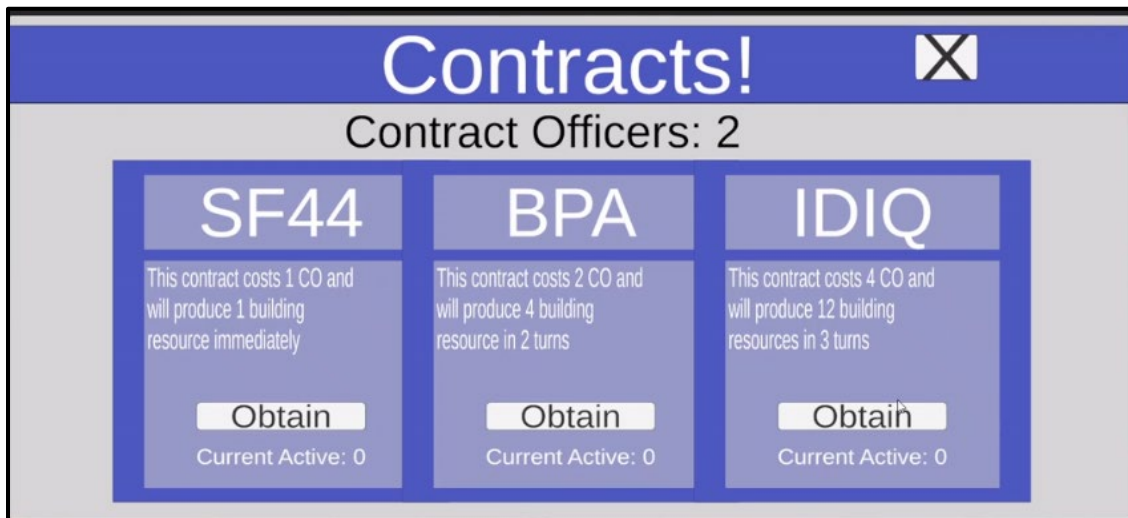 Contracts!
X
Contract Officers: 2
SF44
This contract costs 1 CO and
will produce 1 building
resource immediately
Obtain
Current Active: 0
BPA
This contract costs 2 CO and
will produce 4 building
resource in 2 turns
Obtain
Current Active: 0
IDIQ
This contract costs 4 CO and
will produce 12 building
resources in 3 turns
Obtain
Current Active: 0